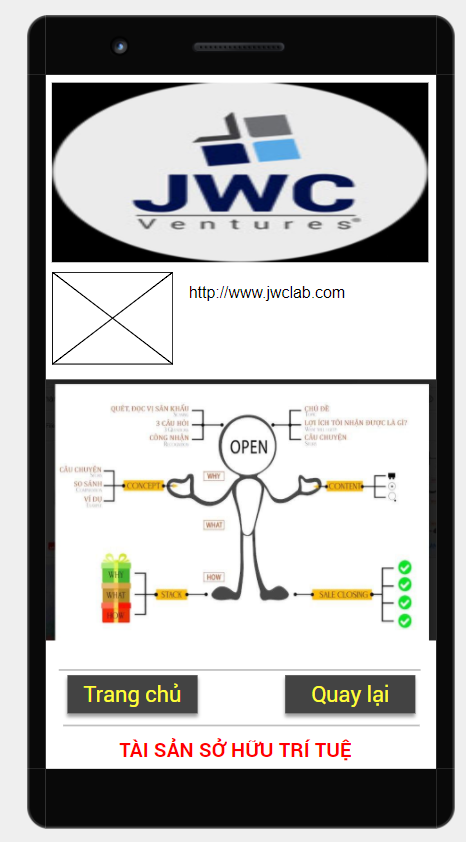 JWC
Ventures®
http://www.jwclab.com
QUÉT, ĐỌC VỊ SÂN KHẤU
3 CÂU HỎI
CÔNG NHẬN
CHỦ ĐỀ
LỢI ÍCH TÔI NHẬN ĐƯỢC LÀ GÌ?
CÂU CHUYỆN
OPEN
CÂU CHUYỆN
SO SÁNH
VÍ DỤ
CONCEPT
WHY
CONTENT
WHAT
HOW
WHY
WHAT
HOW
STACK
SALE CLOSING
Trang chủ
Quay lại
TÀI SẢN SỞ HỮU TRÍ TUỆ